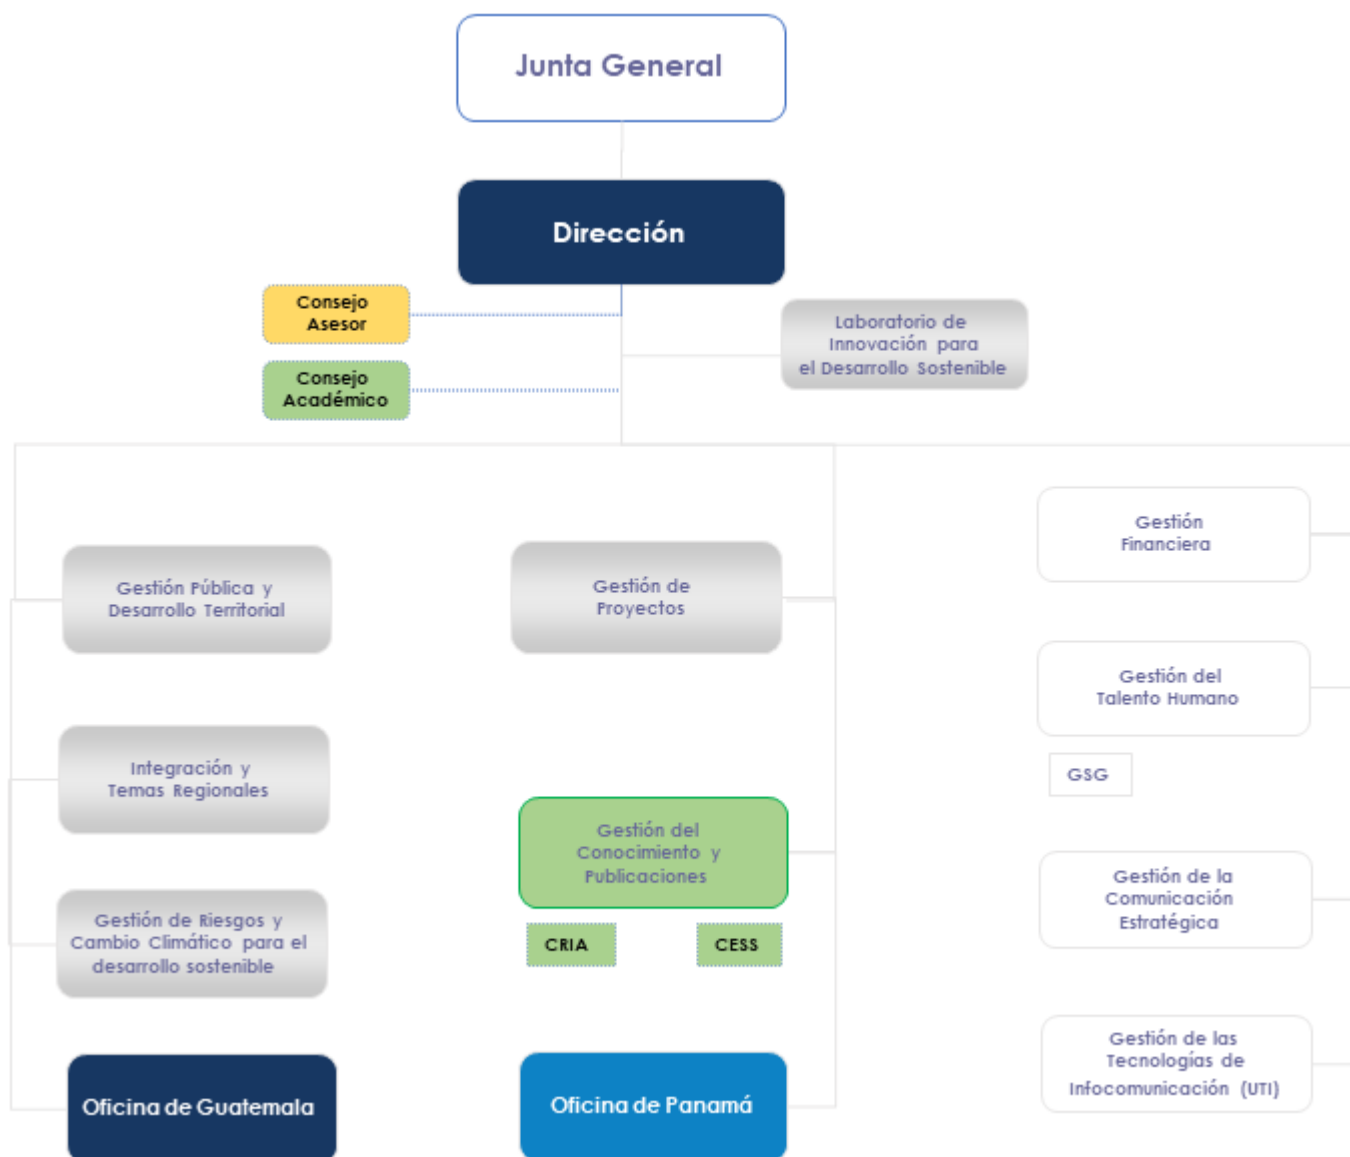 Junta General
Dirección
Consejo
Asesor
Laboratorio de
Innovación para
el Desarrollo Sostenible
Consejo
Académico
Gestión Pública y
Desarrollo Territorial
Gestión de
Proyectos
Gestión
Financiera
Gestión del
Talento Humano
GSG
Integración y
Temas Regionales
Gestión del
Conocimiento y
Publicaciones
CRIA
CESS
Gestión de la
Comunicación
Estratégica
Gestión de Riesgos y
Cambio Climático para el
desarrollo sostenible
Gestión de las
Tecnologías de
Infocomunicación (UTI)
Oficina de Guatemala
Oficina de Panamá